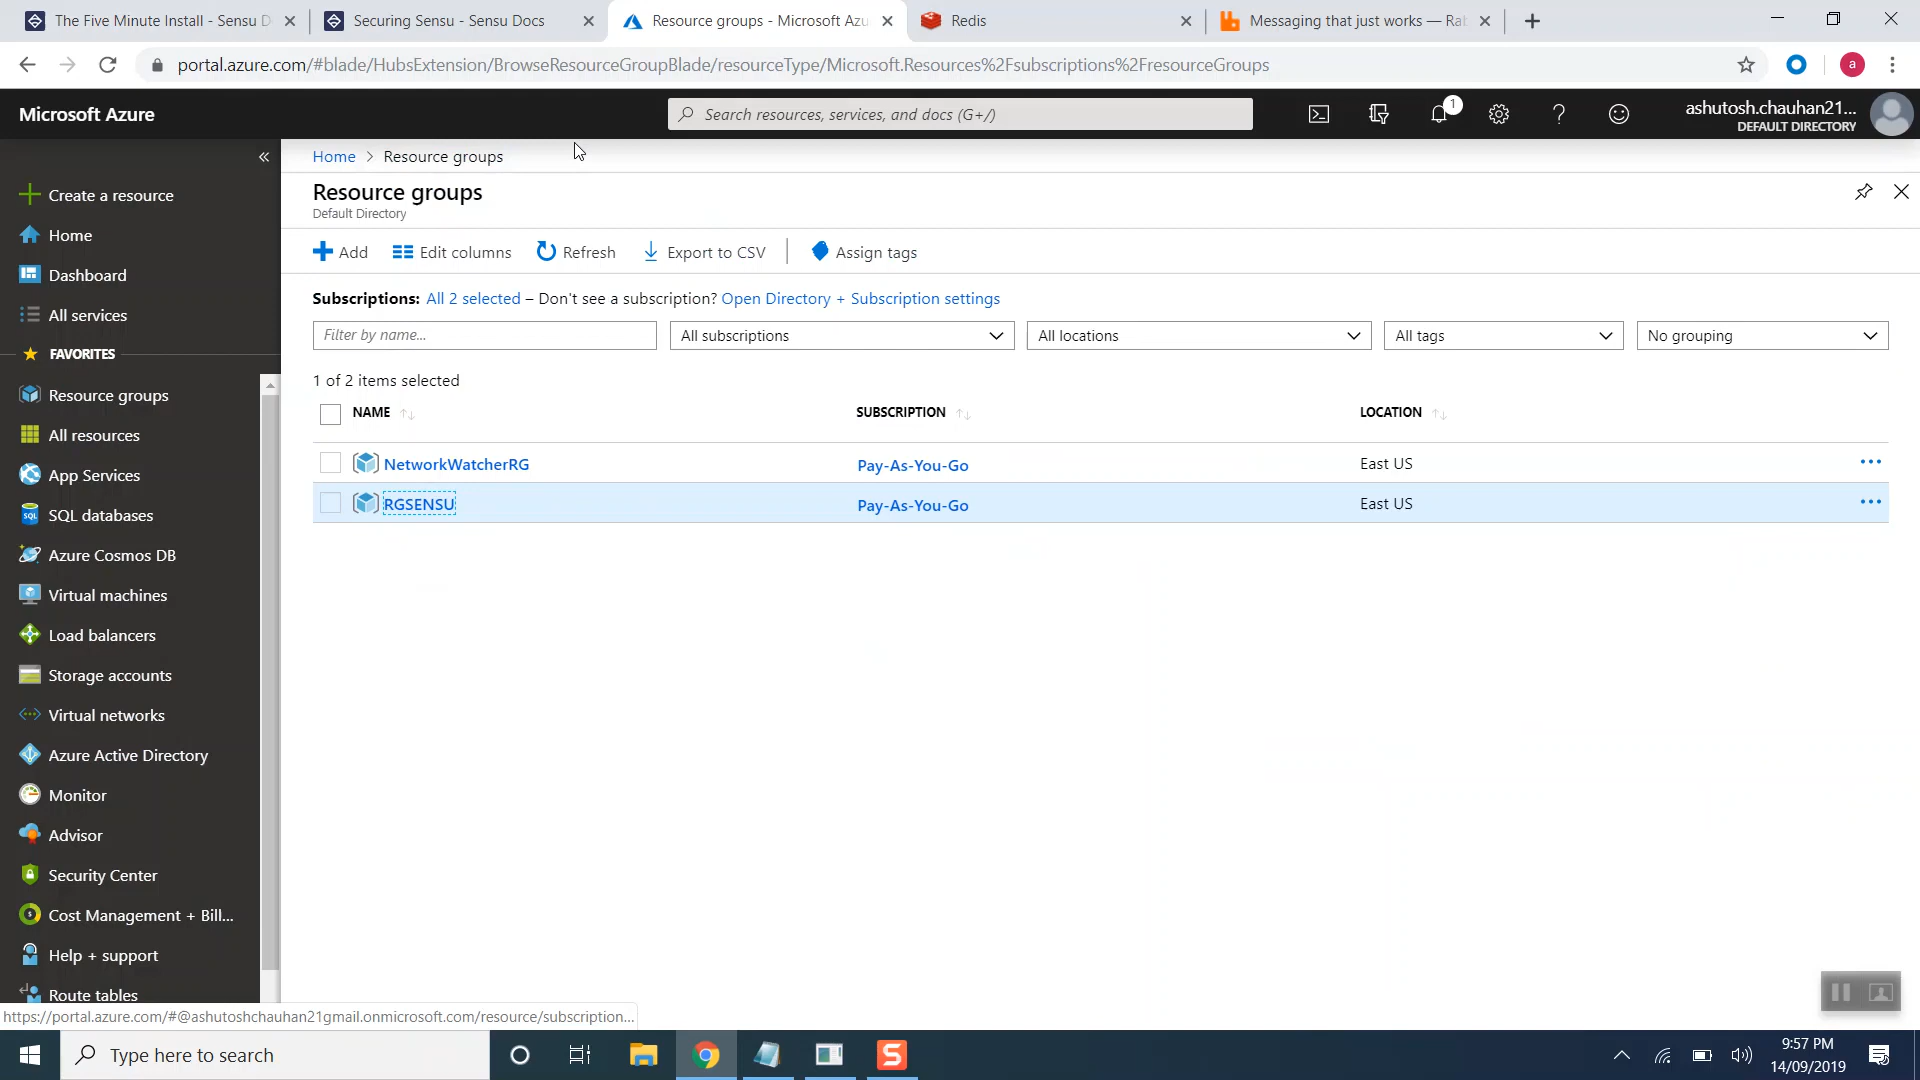 The Five Minute Install - Sensu D
Securing Sensu - Sensu Docs
Resource groups - Microsoft Azu
Redis
Messaging that just works — Rab
portal.azure.com/#blade/HubsExtension/BrowseResourceGroupBlade/resourceType/Microsoft.Resources%2Fsubscriptions%2FresourceGroups
a
Microsoft Azure
Search resources, services, and docs (G+/)
1
ashutosh.chauhan21...
DEFAULT DIRECTORY
Home > Resource groups
Resource groups
Default Directory
Add
Edit columns
Refresh
Export to CSV
Assign tags
Subscriptions: All 2 selected – Don't see a subscription? Open Directory + Subscription settings
Filter by name...
All subscriptions
All locations
All tags
No grouping
1 of 2 items selected
NAME
SUBSCRIPTION
LOCATION
NetworkWatcherRG
Pay-As-You-Go
East US
RGSENSU
Pay-As-You-Go
East US
Create a resource
Home
Dashboard
All services
FAVORITES
Resource groups
All resources
App Services
SQL databases
Azure Cosmos DB
Virtual machines
Load balancers
Storage accounts
Virtual networks
Azure Active Directory
Monitor
Advisor
Security Center
Cost Management + Bill...
Help + support
Route tables
https://portal.azure.com/#@ashutoshchauhan21gmail.onmicrosoft.com/resource/subscription...
Type here to search
9:57 PM
14/09/2019